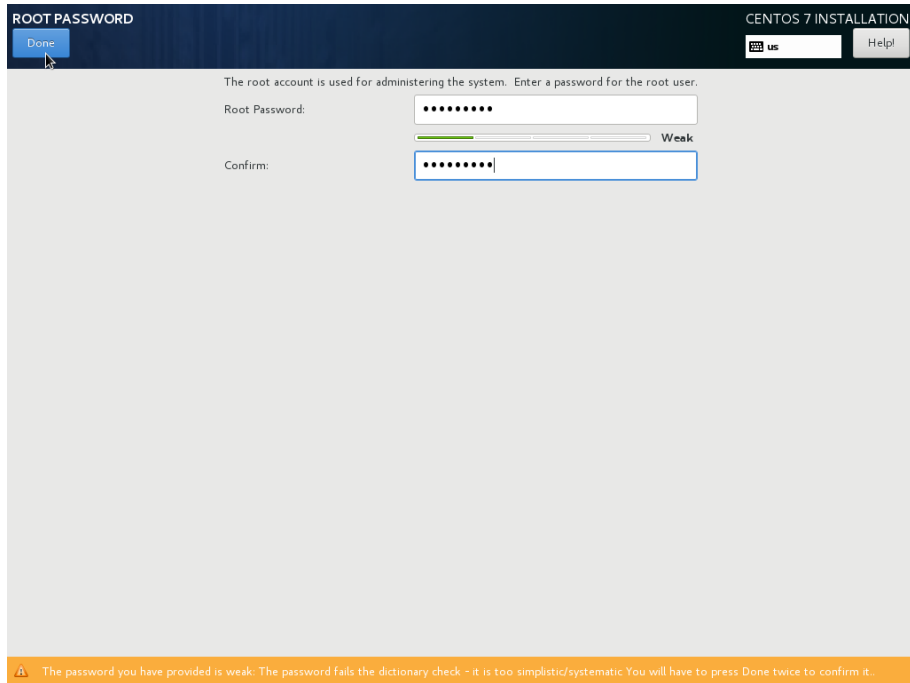 ROOT PASSWORD
CENTOS 7 INSTALLATION
Done
us
Help!
The root account is used for administering the system. Enter a password for the root user.
Root Password:
•••••••••
Weak
Confirm:
•••••••••
The password you have provided is weak: The password fails the dictionary check - it is too simplistic/systematic You will have to press Done twice to confirm it..